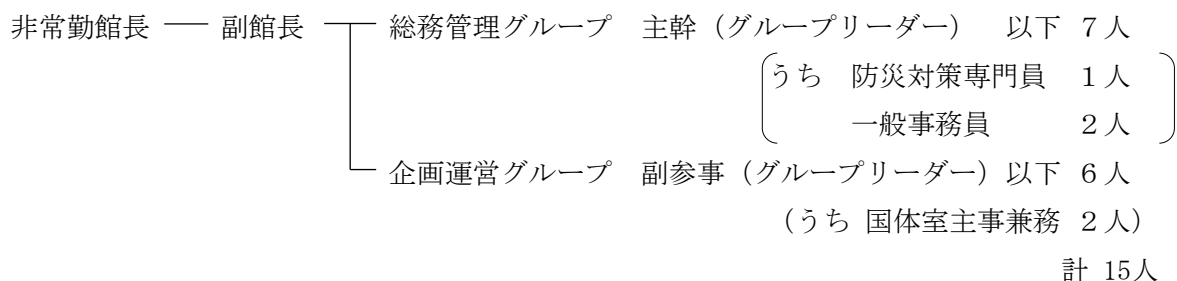 非常勤館長 ── 副館長 ┬─ 総務管理グループ 主幹（グループリーダー） 以下 7人
うち 防災対策専門員 1人
一般事務員 2人
└─ 企画運営グループ 副参事（グループリーダー）以下 6人
（うち 国体室主事兼務 2人）
計 15人